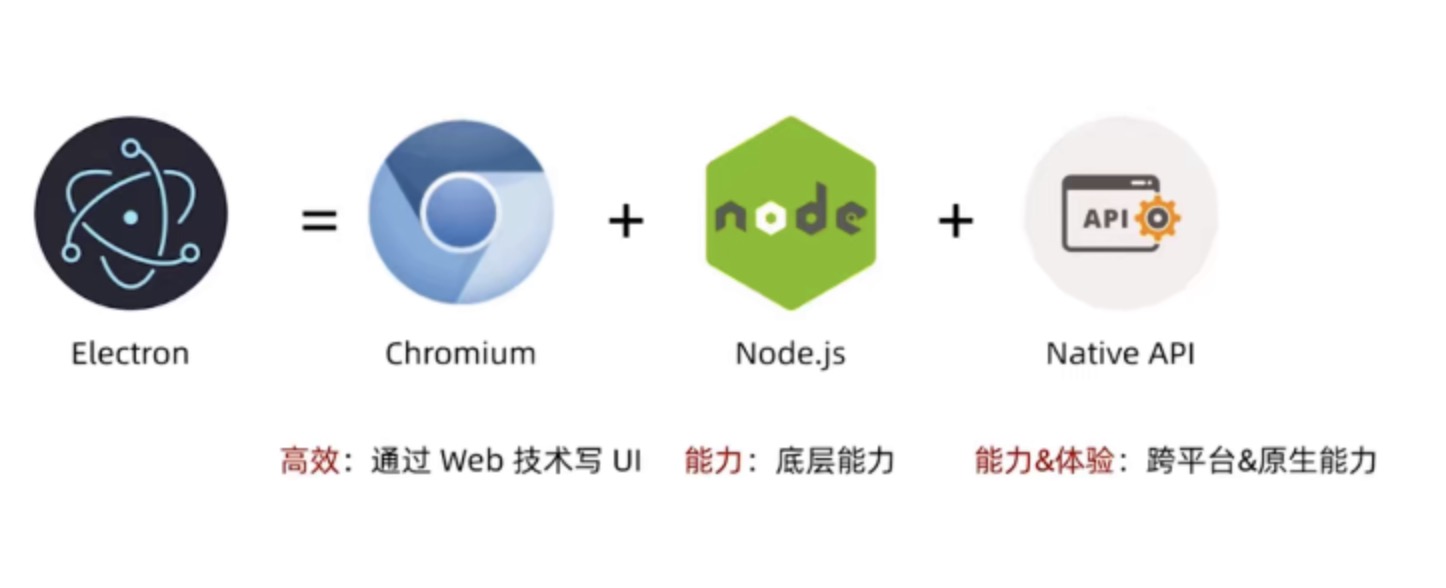 =
+
+
node
API
Electron
Chromium
Node.js
Native API
高效：通过 Web 技术写 UI
能力：底层能力
能力&体验：跨平台&原生能力